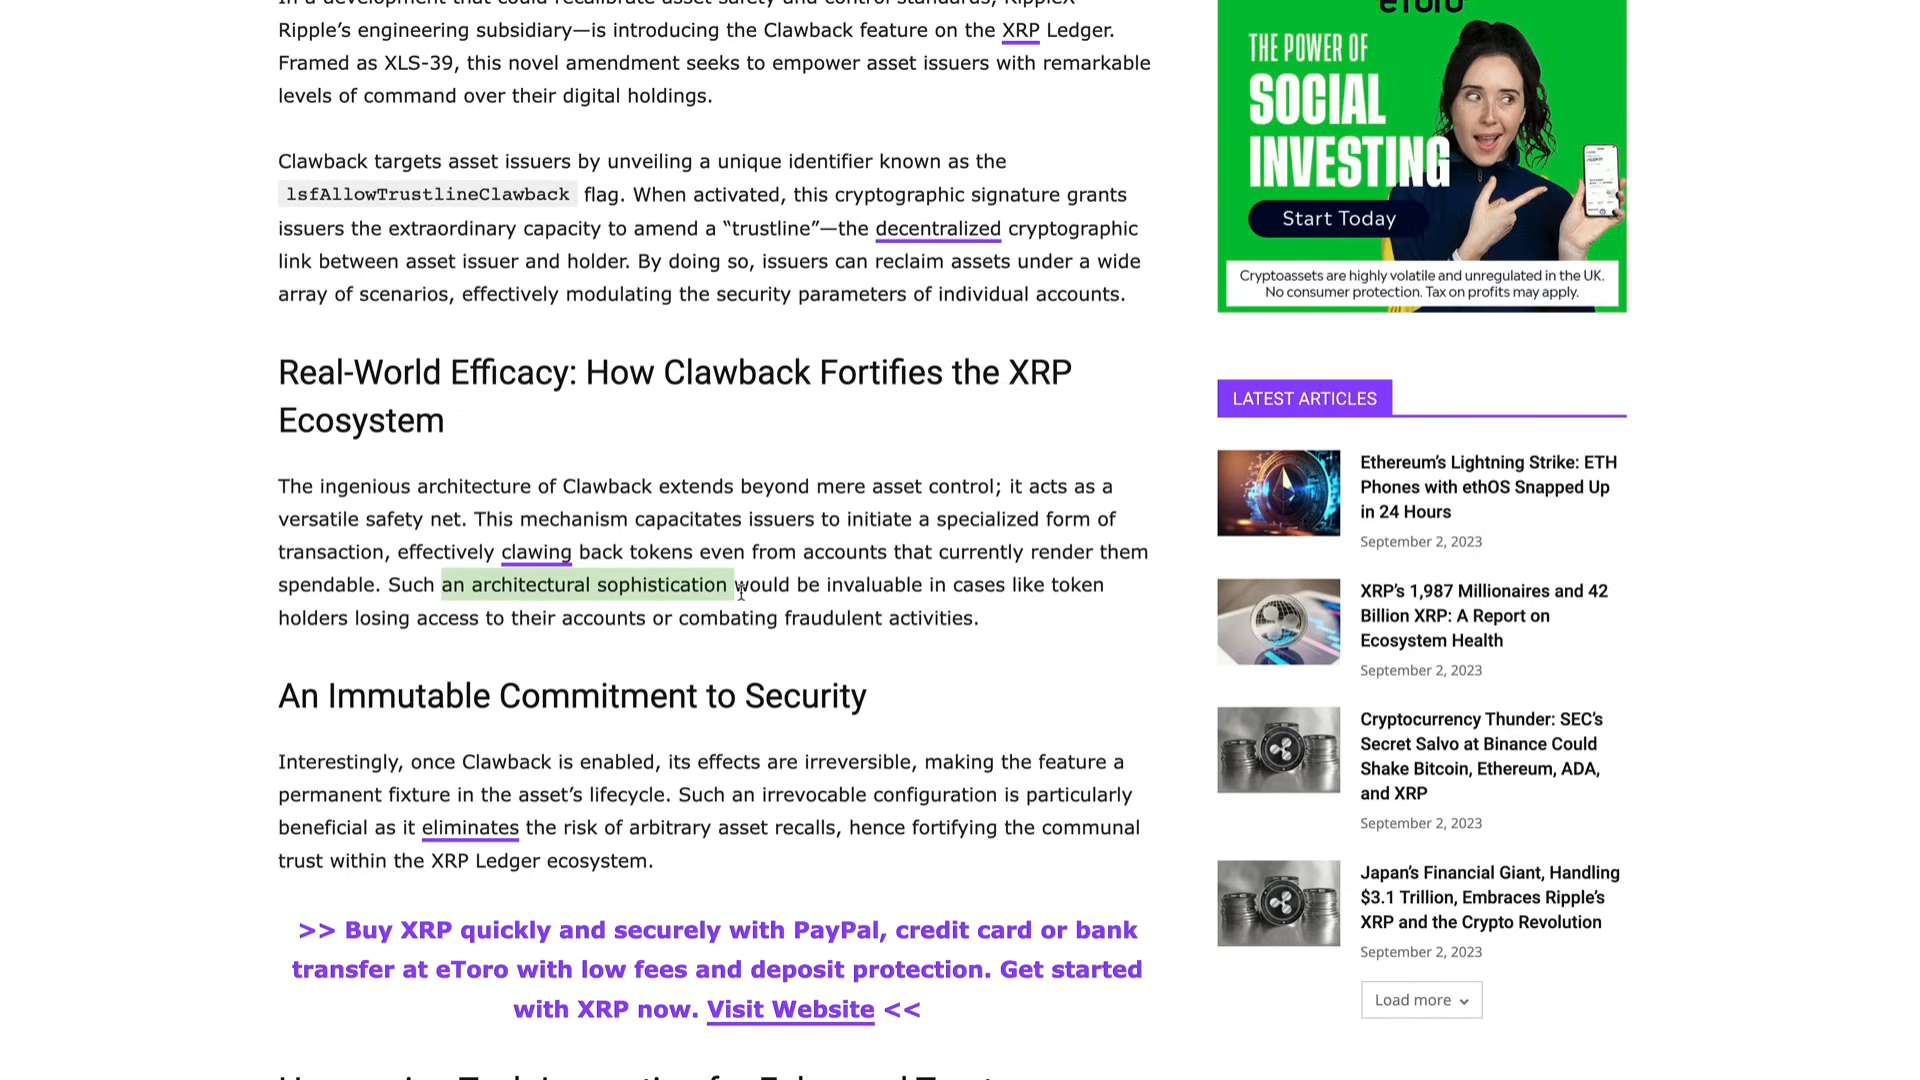 In a development that could recalibrate asset safety and control standards, RippleX—
Ripple’s engineering subsidiary—is introducing the Clawback feature on the XRP Ledger.
Framed as XLS-39, this novel amendment seeks to empower asset issuers with remarkable
levels of command over their digital holdings.
Clawback targets asset issuers by unveiling a unique identifier known as the
lsfAllowTrustlineClawback flag. When activated, this cryptographic signature grants
issuers the extraordinary capacity to amend a “trustline”—the decentralized cryptographic
link between asset issuer and holder. By doing so, issuers can reclaim assets under a wide
array of scenarios, effectively modulating the security parameters of individual accounts.
Real-World Efficacy: How Clawback Fortifies the XRP
Ecosystem
The ingenious architecture of Clawback extends beyond mere asset control; it acts as a
versatile safety net. This mechanism capacitates issuers to initiate a specialized form of
transaction, effectively clawing back tokens even from accounts that currently render them
spendable. Such an architectural sophistication would be invaluable in cases like token
holders losing access to their accounts or combating fraudulent activities.
An Immutable Commitment to Security
Interestingly, once Clawback is enabled, its effects are irreversible, making the feature a
permanent fixture in the asset’s lifecycle. Such an irrevocable configuration is particularly
beneficial as it eliminates the risk of arbitrary asset recalls, hence fortifying the communal
trust within the XRP Ledger ecosystem.
>> Buy XRP quickly and securely with PayPal, credit card or bank
transfer at eToro with low fees and deposit protection. Get started
with XRP now. Visit Website <<
eToro
THE POWER OF
SOCIAL
INVESTING
Start Today
Cryptoassets are highly volatile and unregulated in the UK.
No consumer protection. Tax on profits may apply.
LATEST ARTICLES
Ethereum’s Lightning Strike: ETH
Phones with ethOS Snapped Up
in 24 Hours
September 2, 2023
XRP’s 1,987 Millionaires and 42
Billion XRP: A Report on
Ecosystem Health
September 2, 2023
Cryptocurrency Thunder: SEC’s
Secret Salvo at Binance Could
Shake Bitcoin, Ethereum, ADA,
and XRP
September 2, 2023
Japan’s Financial Giant, Handling
$3.1 Trillion, Embraces Ripple’s
XRP and the Crypto Revolution
September 2, 2023
Load more